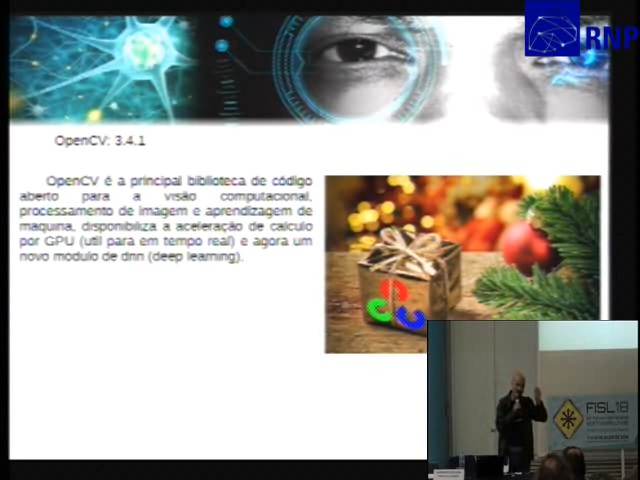 RNP
OpenCV: 3.4.1
OpenCV é a principal biblioteca de código
aberto para a visão computacional,
processamento de imagem e aprendizagem de
maquina, disponibiliza a aceleração de calculo
por GPU (util para em tempo real) e agora um
novo modulo de dnn (deep learning).
FISL18